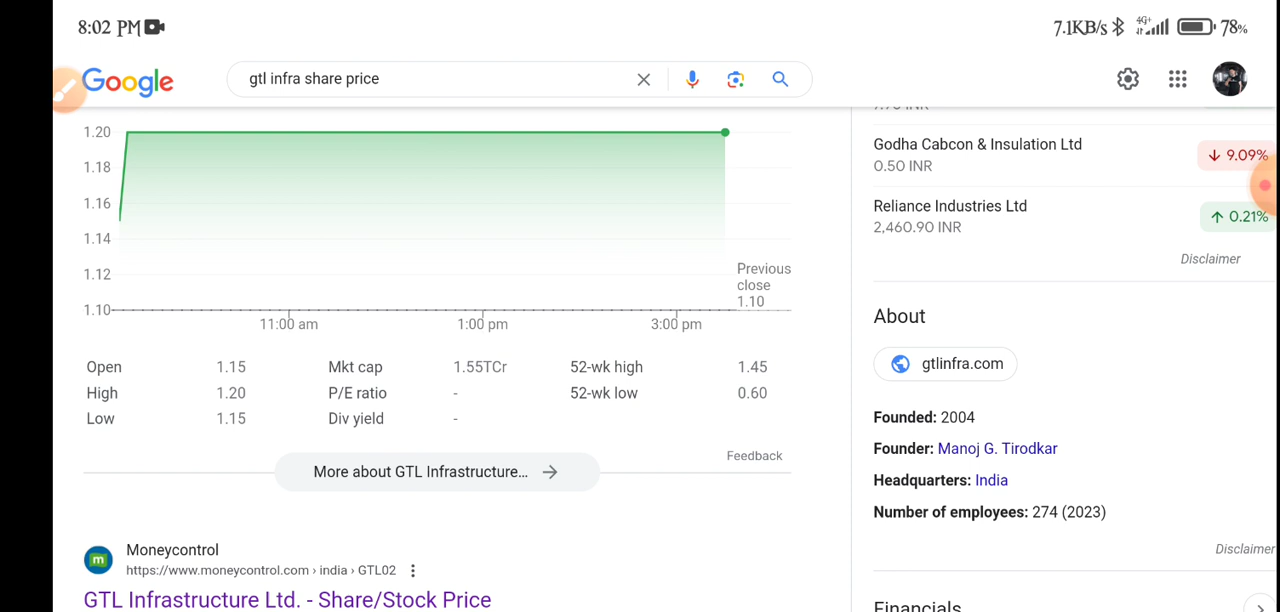 8:02 PM
7.1KB/s 4G+ 78%
Google
gtl infra share price
1.20
1.18
1.16
1.14
1.12
1.10
Previous
close
1.10
11:00 am 1:00 pm 3:00 pm
Open 1.15 Mkt cap 1.55TCr 52-wk high 1.45
High 1.20 P/E ratio - 52-wk low 0.60
Low 1.15 Div yield -
Feedback
More about GTL Infrastructure...
Moneycontrol
https://www.moneycontrol.com › india › GTL02
GTL Infrastructure Ltd. - Share/Stock Price
Godha Cabcon & Insulation Ltd
0.50 INR
9.09%
Reliance Industries Ltd
2,460.90 INR
0.21%
Disclaimer
About
gtlinfra.com
Founded: 2004
Founder: Manoj G. Tirodkar
Headquarters: India
Number of employees: 274 (2023)
Disclaimer
Financials